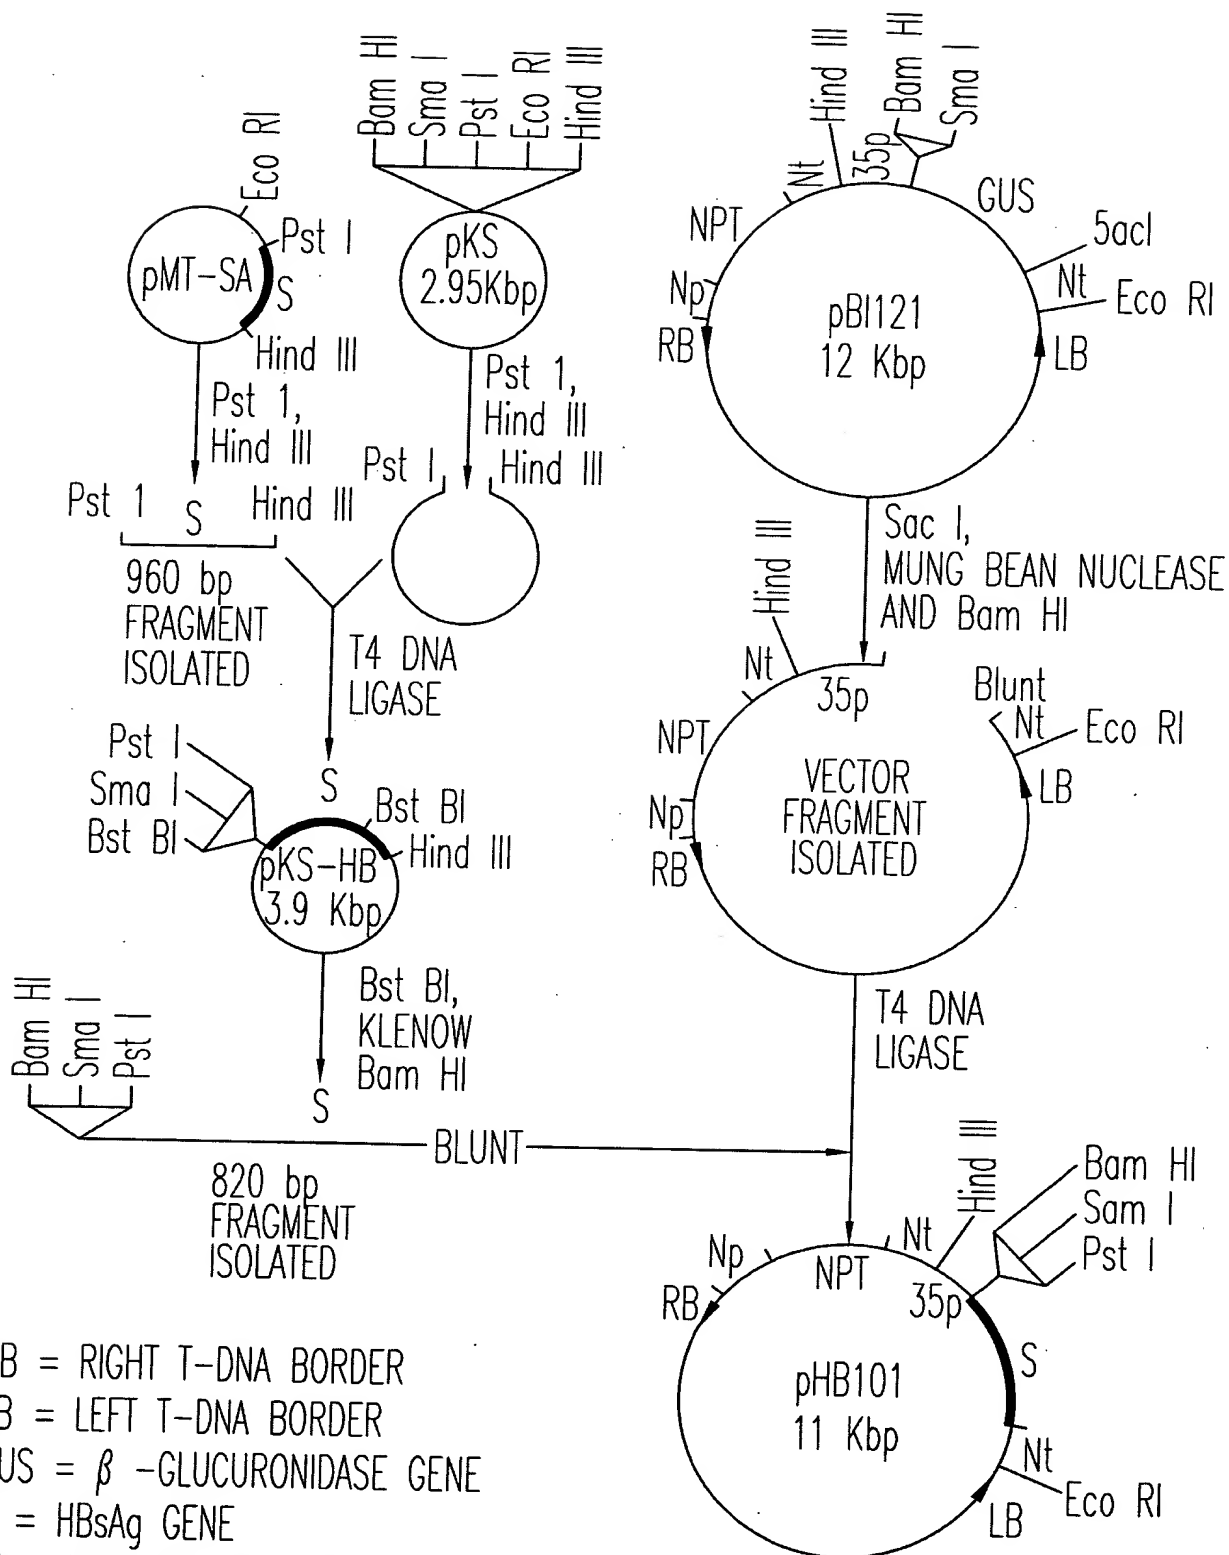 Eco RI
Pst I
pMT-SA
S
Hind III
Pst 1,
Hind III
Pst 1
S
Hind III
960 bp
FRAGMENT
ISOLATED
Bam HI
Sma I
Pst I
Eco RI
Hind III
pKS
2.95Kbp
Pst 1,
Hind III
Pst I
Hind III
T4 DNA
LIGASE
Pst I
Sma I
Bst BI
S
Bst BI
Hind III
pKS-HB
3.9 Kbp
Bst BI,
KLENOW
Bam HI
Bam HI
Sma I
Pst I
S
BLUNT
820 bp
FRAGMENT
ISOLATED
Hind III
Bam HI
Sma I
35p
Nt
NPT
Np
RB
GUS
5acI
Nt
Eco RI
LB
pBI121
12 Kbp
Sac I,
MUNG BEAN NUCLEASE
AND Bam HI
Hind III
Nt
35p
NPT
Np
RB
Blunt
Nt
Eco RI
LB
VECTOR
FRAGMENT
ISOLATED
T4 DNA
LIGASE
Hind III
Bam HI
Sam I
Pst I
Nt
NPT
Np
RB
35p
S
Nt
Eco RI
LB
pHB101
11 Kbp
B = RIGHT T-DNA BORDER
B = LEFT T-DNA BORDER
US = β -GLUCURONIDASE GENE
= HBsAg GENE